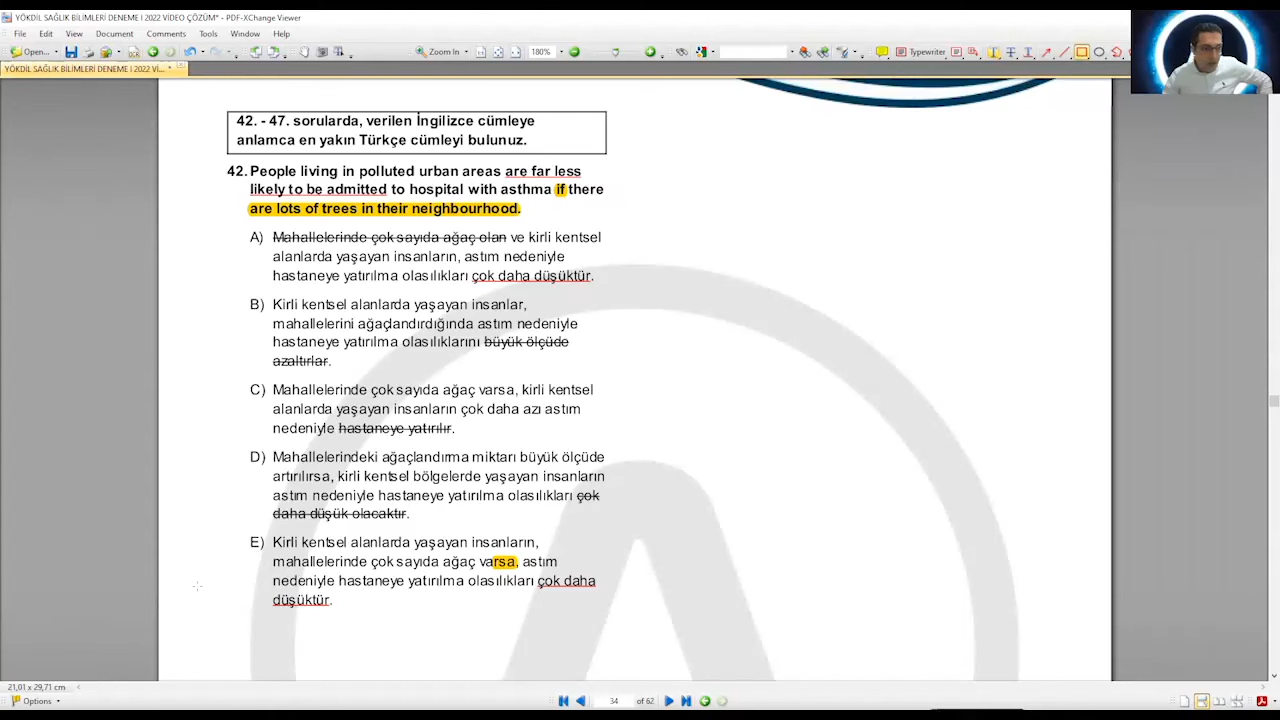 YÖKDİL SAĞLIK BİLİMLERİ DENEME I 2022 VİDEO ÇÖZÜM* - PDF-XChange Viewer
File Edit View Document Comments Tools Window Help
Open... Zoom In 180% Typewriter
YÖKDİL SAĞLIK BİLİMLERİ DENEME I 2022 Vİ... *
42. - 47. sorularda, verilen İngilizce cümleye
anlamca en yakın Türkçe cümleyi bulunuz.
42. People living in polluted urban areas are far less
likely to be admitted to hospital with asthma if there
are lots of trees in their neighbourhood.
A) Mahallelerinde çok sayıda ağaç olan ve kirli kentsel
alanlarda yaşayan insanların, astım nedeniyle
hastaneye yatırılma olasılıkları çok daha düşüktür.
B) Kirli kentsel alanlarda yaşayan insanlar,
mahallelerini ağaçlandırdığında astım nedeniyle
hastaneye yatırılma olasılıklarını büyük ölçüde
azaltırlar.
C) Mahallelerinde çok sayıda ağaç varsa, kirli kentsel
alanlarda yaşayan insanların çok daha azı astım
nedeniyle hastaneye yatırılır.
D) Mahallelerindeki ağaçlandırma miktarı büyük ölçüde
artırılırsa, kirli kentsel bölgelerde yaşayan insanların
astım nedeniyle hastaneye yatırılma olasılıkları çok
daha düşük olacaktır.
E) Kirli kentsel alanlarda yaşayan insanların,
mahallelerinde çok sayıda ağaç varsa, astım
nedeniyle hastaneye yatırılma olasılıkları çok daha
düşüktür.
21,01 x 29,71 cm
Options 34 of 62